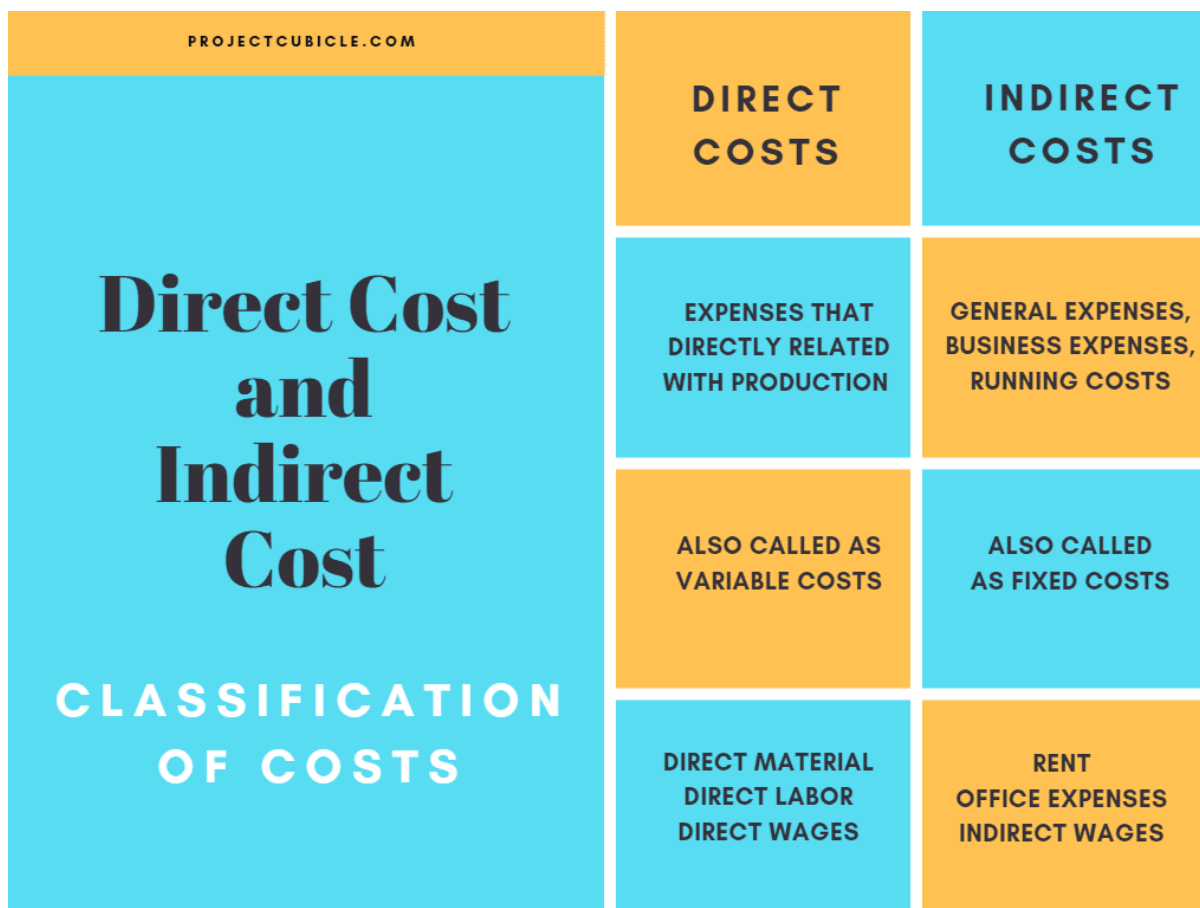 PROJECTCUBICLE.COM
Direct Cost
and
Indirect
Cost
CLASSIFICATION
OF COSTS
DIRECT
COSTS
INDIRECT
COSTS
EXPENSES THAT
DIRECTLY RELATED
WITH PRODUCTION
GENERAL EXPENSES,
BUSINESS EXPENSES,
RUNNING COSTS
ALSO CALLED AS
VARIABLE COSTS
ALSO CALLED
AS FIXED COSTS
DIRECT MATERIAL
DIRECT LABOR
DIRECT WAGES
RENT
OFFICE EXPENSES
INDIRECT WAGES